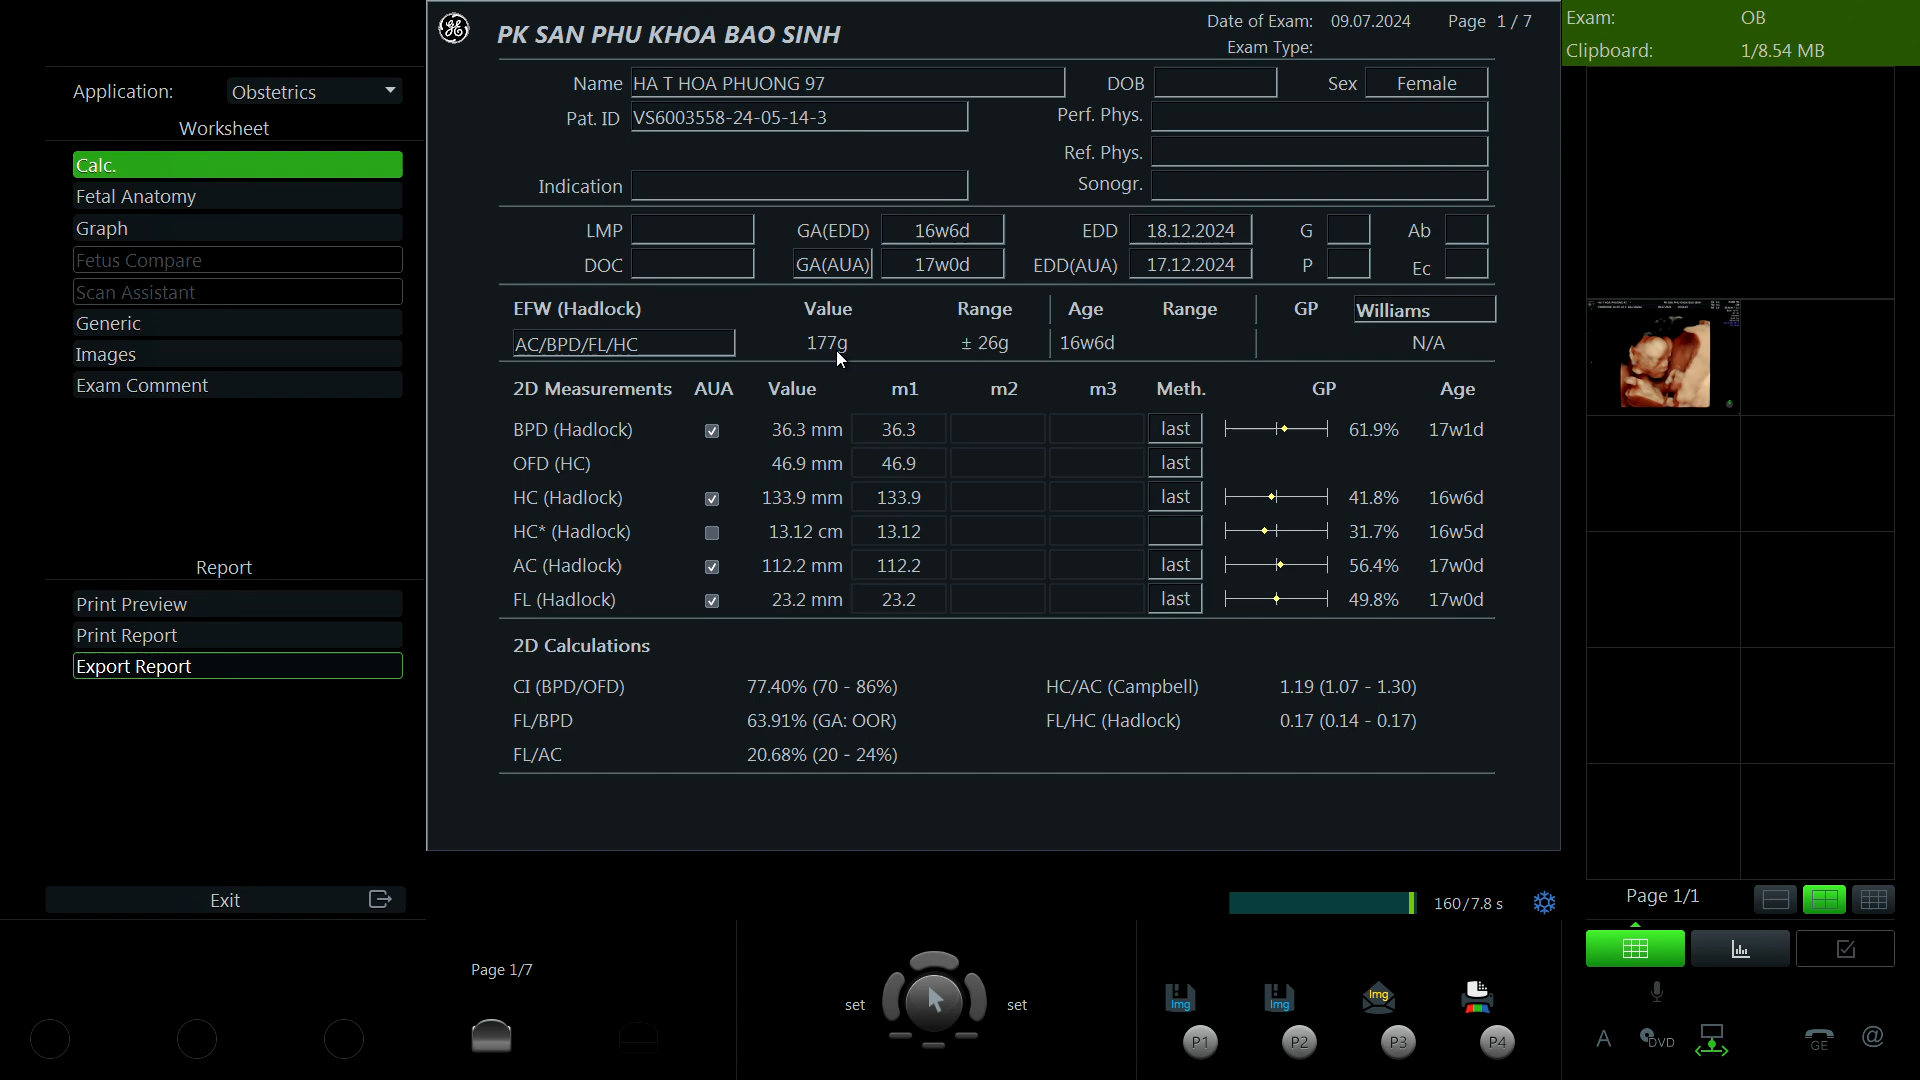 PK SAN PHU KHOA BAO SINH
Date of Exam: 09.07.2024 Page 1 / 7
Exam Type:
Exam: OB
Clipboard: 1/8.54 MB
Application: Obstetrics
Worksheet
Calc.
Fetal Anatomy
Graph
Fetus Compare
Scan Assistant
Generic
Images
Exam Comment
Report
Print Preview
Print Report
Export Report
Exit
Name HA T HOA PHUONG 97 DOB Sex Female
Pat. ID VS6003558-24-05-14-3 Perf. Phys.
Ref. Phys.
Indication Sonogr.
LMP GA(EDD) 16w6d EDD 18.12.2024 G Ab
DOC GA(AUA) 17w0d EDD(AUA) 17.12.2024 P Ec
EFW (Hadlock) Value Range Age Range GP Williams
AC/BPD/FL/HC 177g ± 26g 16w6d N/A
2D Measurements AUA Value m1 m2 m3 Meth. GP Age
BPD (Hadlock) 36.3 mm 36.3 last 61.9% 17w1d
OFD (HC) 46.9 mm 46.9 last
HC (Hadlock) 133.9 mm 133.9 last 41.8% 16w6d
HC* (Hadlock) 13.12 cm 13.12 31.7% 16w5d
AC (Hadlock) 112.2 mm 112.2 last 56.4% 17w0d
FL (Hadlock) 23.2 mm 23.2 last 49.8% 17w0d
2D Calculations
CI (BPD/OFD) 77.40% (70 - 86%) HC/AC (Campbell) 1.19 (1.07 - 1.30)
FL/BPD 63.91% (GA: OOR) FL/HC (Hadlock) 0.17 (0.14 - 0.17)
FL/AC 20.68% (20 - 24%)
160/7.8 s
Page 1/1
Page 1/7
set set
Img Img Img
P1 P2 P3 P4
A DVD GE @